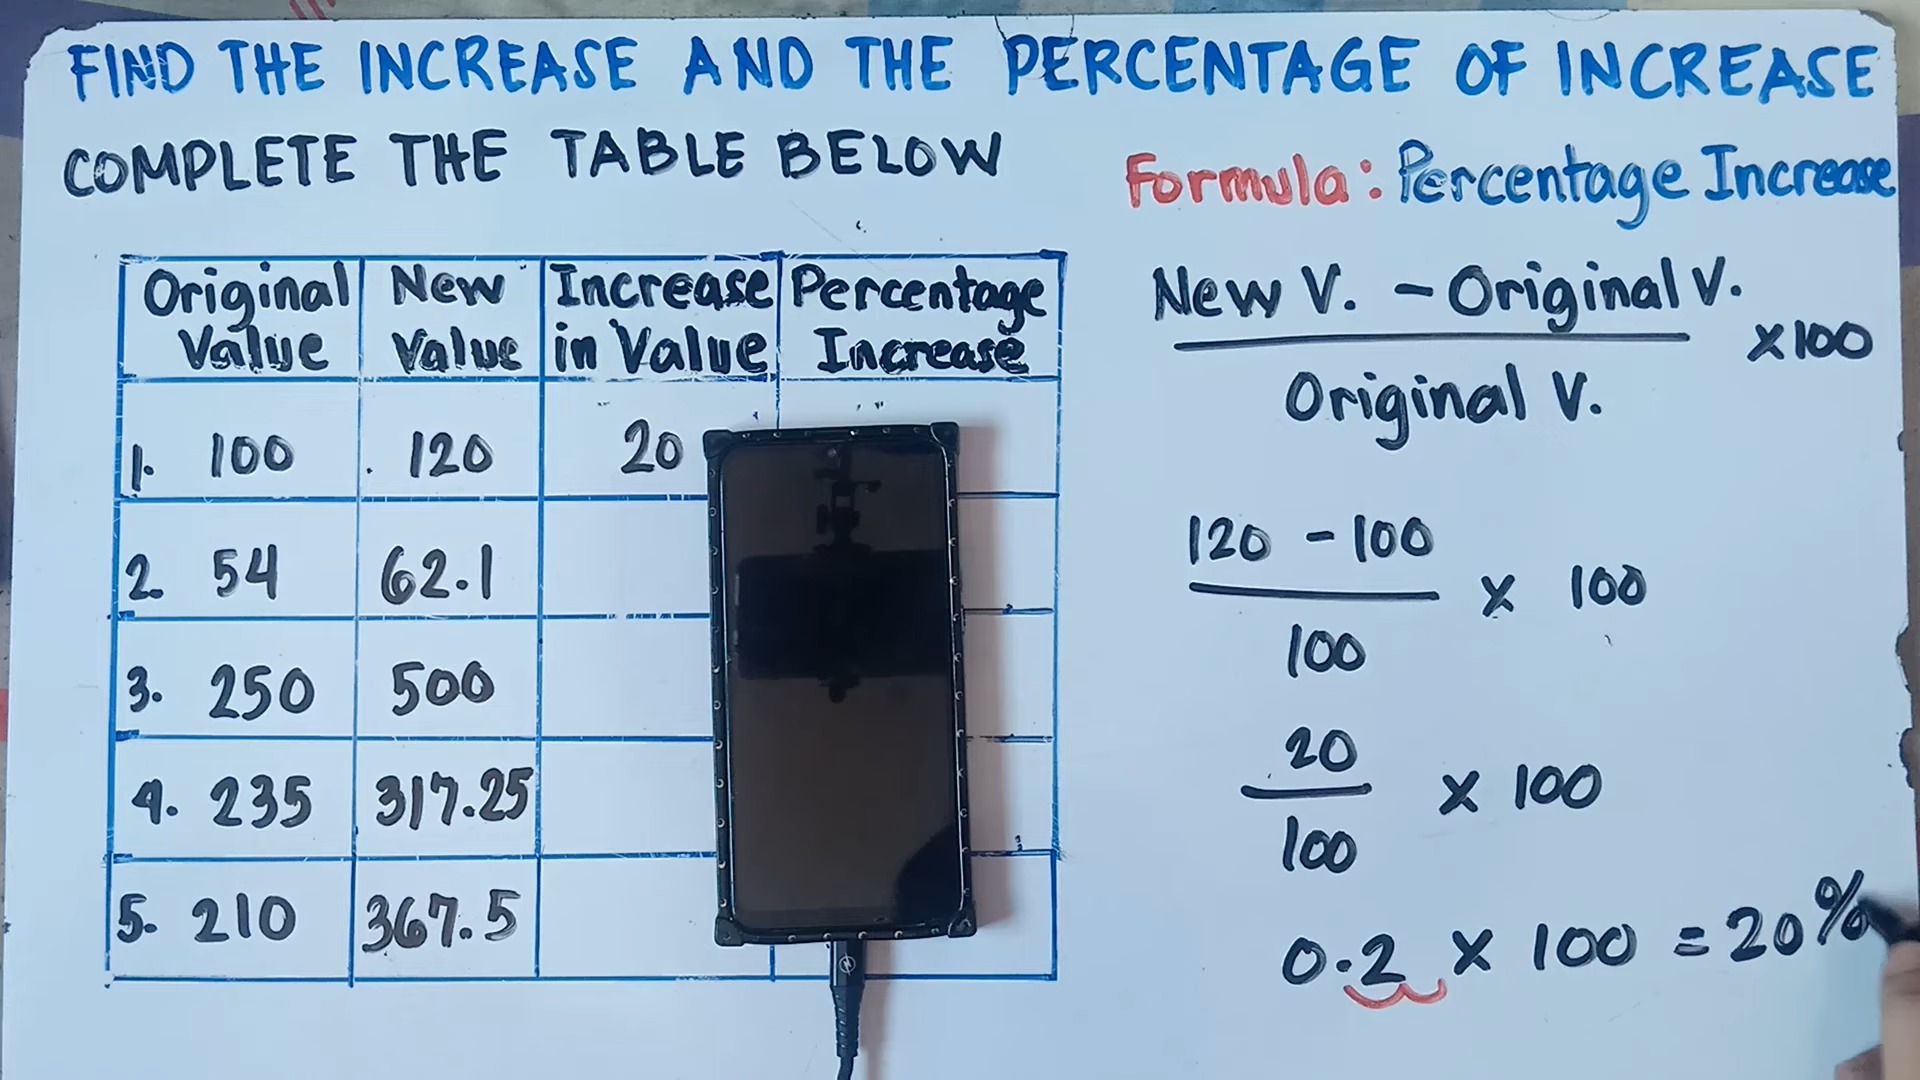 FIND THE INCREASE AND THE PERCENTAGE OF INCREASE
COMPLETE THE TABLE BELOW
Formula: Percentage Increase
New V. - Original V.
x100
Original V.
Original Value
New Value
Increase in Value
Percentage Increase
1. 100 120 20
2. 54 62.1
3. 250 500
4. 235 317.25
5. 210 367.5
120 - 100
x 100
100
20
x 100
100
0.2 x 100 = 20%